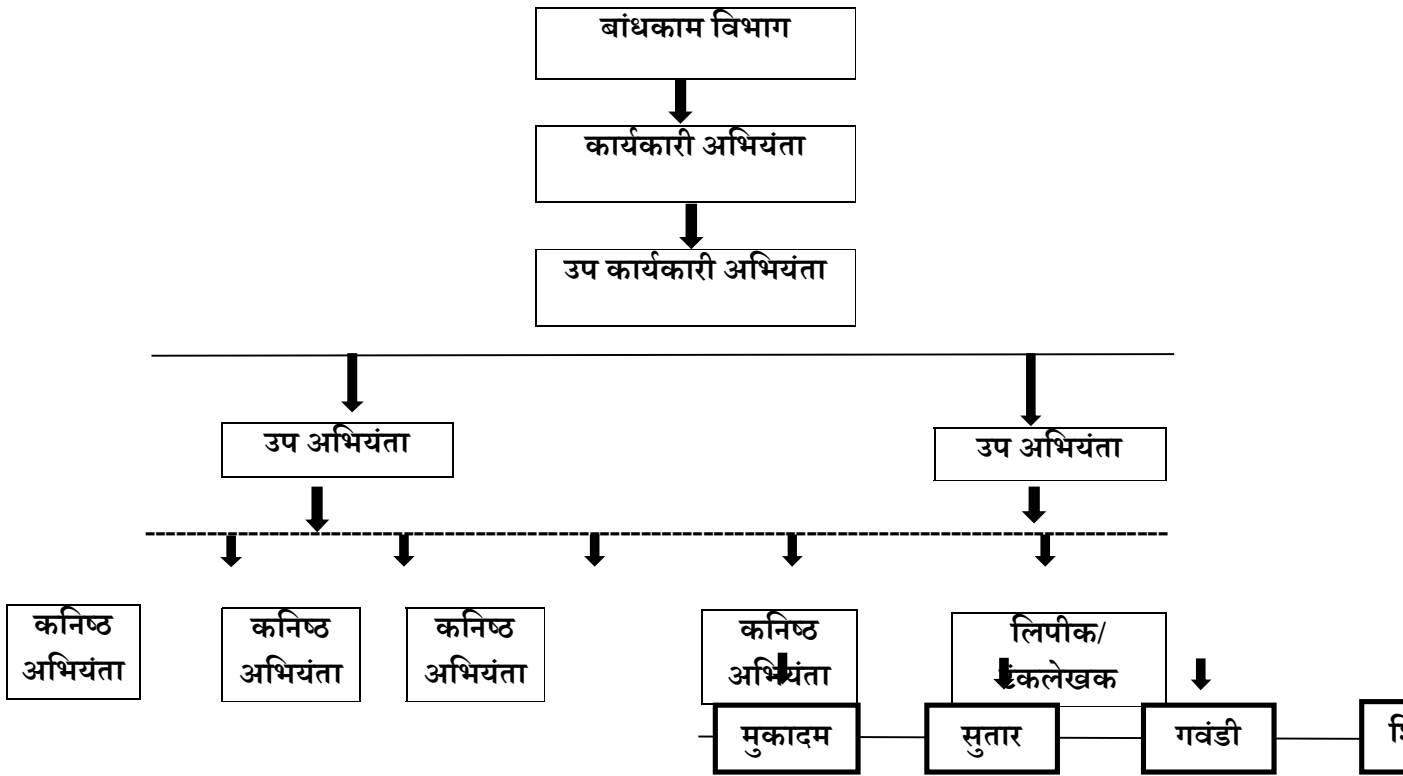 बांधकाम विभाग
कार्यकारी अभियंता
उप कार्यकारी अभियंता
उप अभियंता
उप अभियंता
कनिष्ठ
अभियंता
कनिष्ठ
अभियंता
कनिष्ठ
अभियंता
कनिष्ठ
अभियंता
लिपीक/
टंकलेखक
मुकादम
सुतार
गवंडी